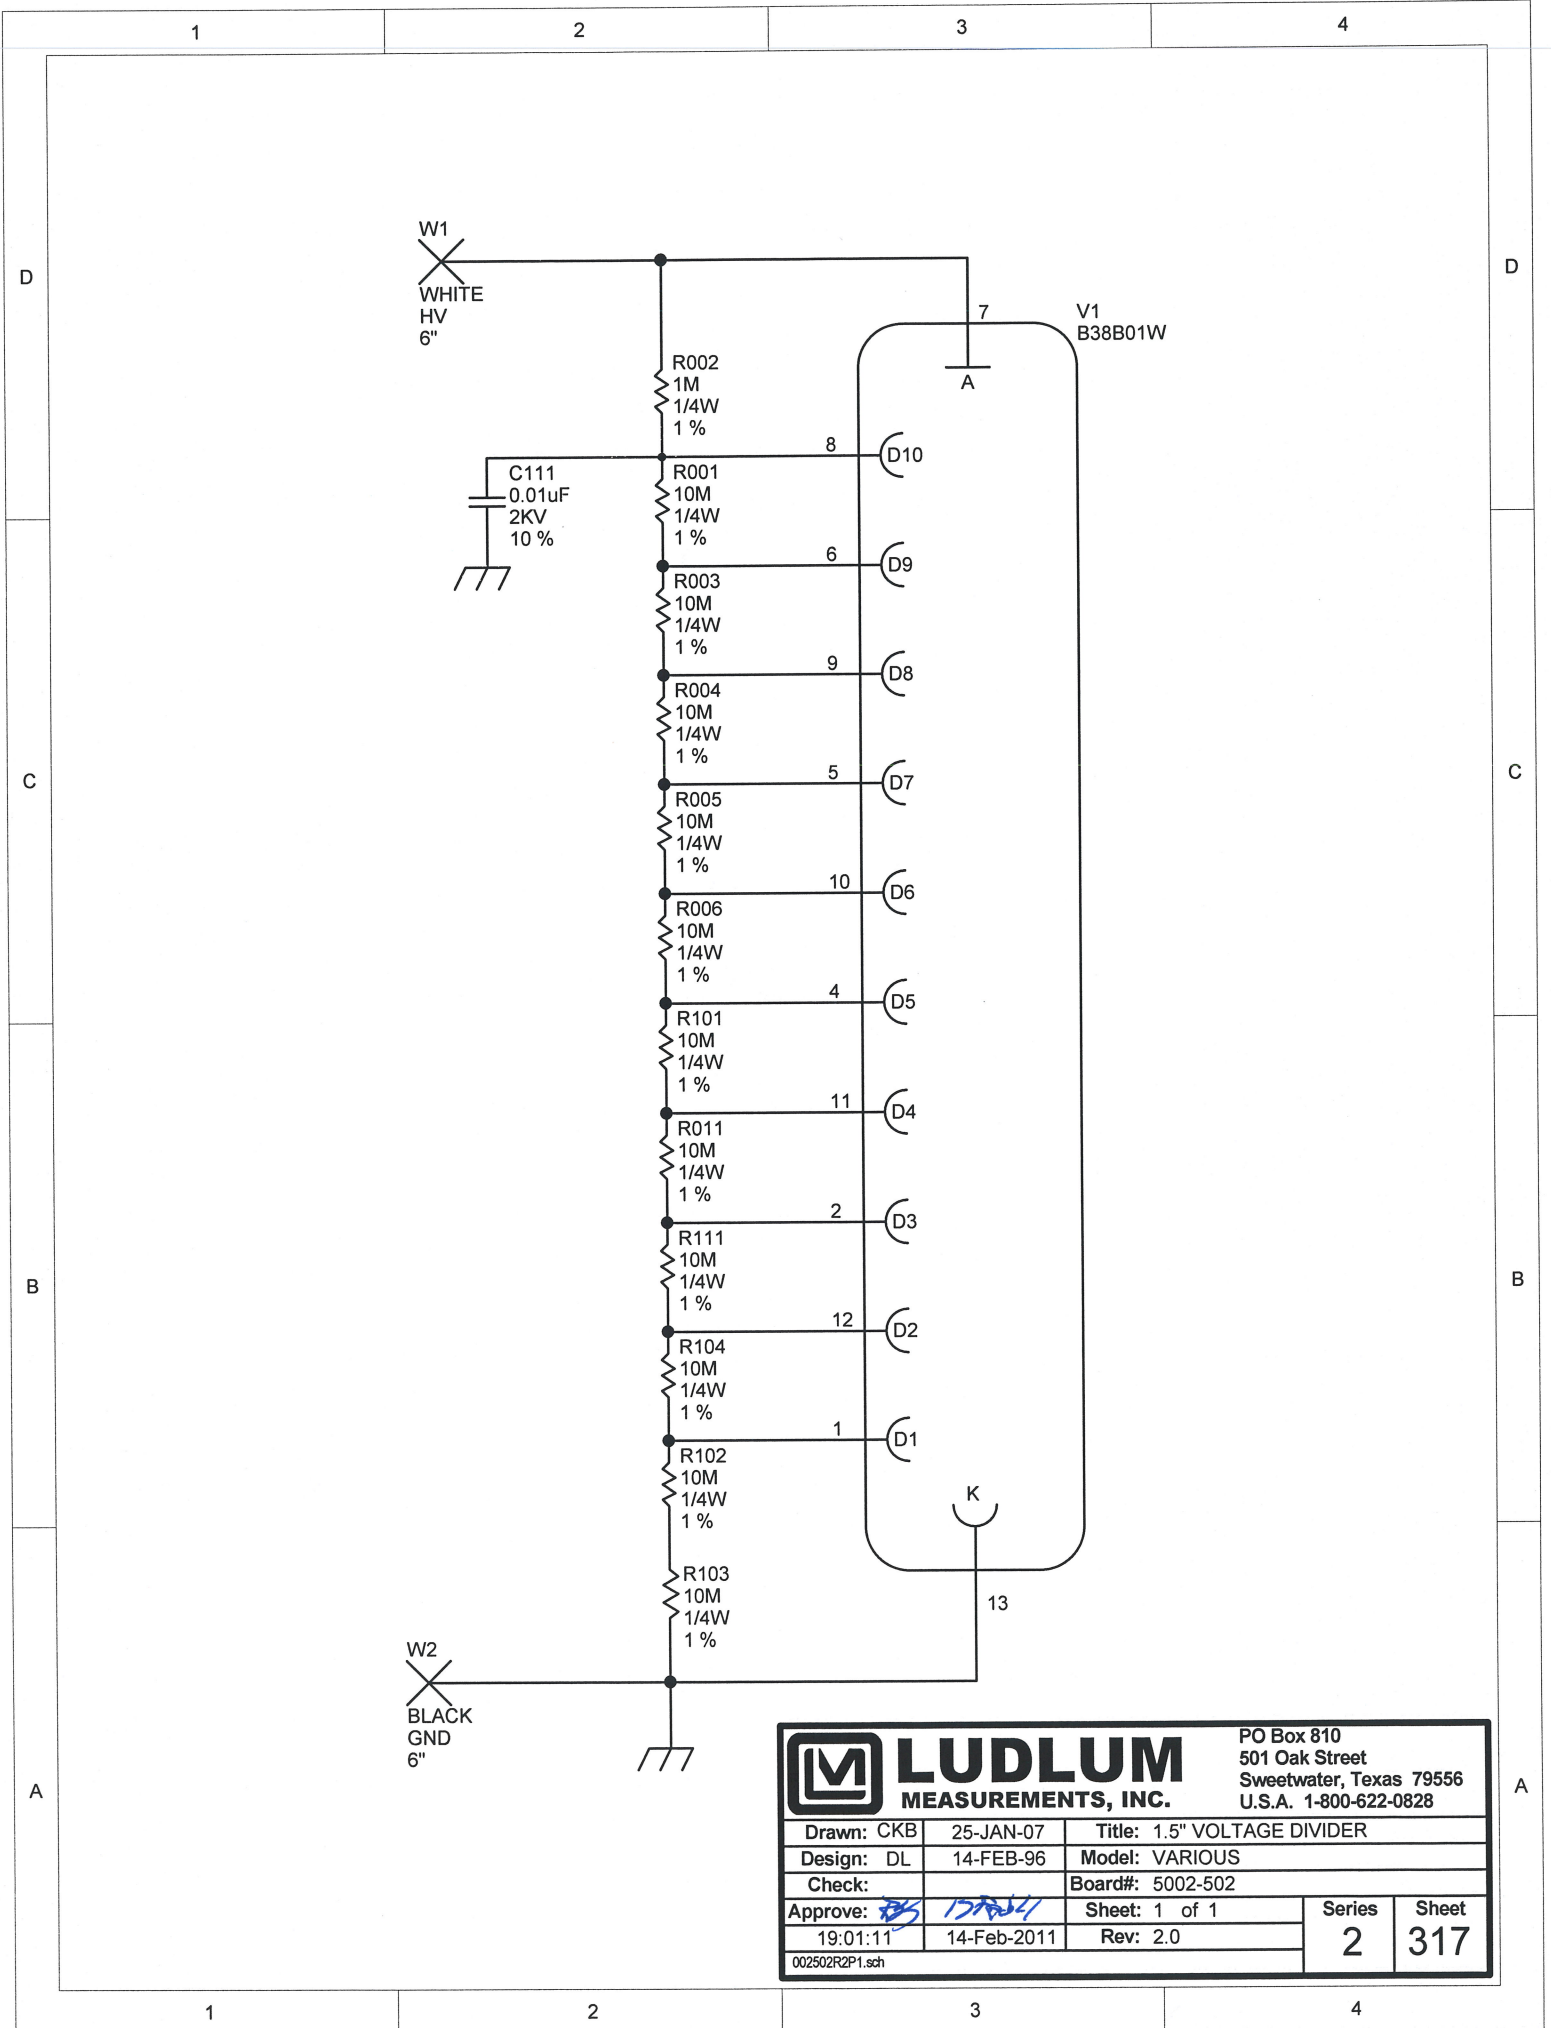 1
2
3
4
D
D
C
C
B
B
A
A
W1
WHITE
HV
6"
R002
1M
1/4W
1 %
7
V1
B38B01W
A
8
D10
C111
0.01uF
2KV
10 %
R001
10M
1/4W
1 %
6
D9
R003
10M
1/4W
1 %
9
D8
R004
10M
1/4W
1 %
5
D7
R005
10M
1/4W
1 %
10
D6
R006
10M
1/4W
1 %
4
D5
R101
10M
1/4W
1 %
11
D4
R011
10M
1/4W
1 %
2
D3
R111
10M
1/4W
1 %
12
D2
R104
10M
1/4W
1 %
1
D1
R102
10M
1/4W
1 %
K
R103
10M
1/4W
1 %
13
W2
BLACK
GND
6"
LUDLUM
MEASUREMENTS, INC.
PO Box 810
501 Oak Street
Sweetwater, Texas 79556
U.S.A. 1-800-622-0828
Drawn: CKB 25-JAN-07 Title: 1.5" VOLTAGE DIVIDER
Design: DL 14-FEB-96 Model: VARIOUS
Check: Board#: 5002-502
Approve: Sheet: 1 of 1
19:01:11 14-Feb-2011 Rev: 2.0
Series
2
Sheet
317
002502R2P1.sch
1
2
3
4